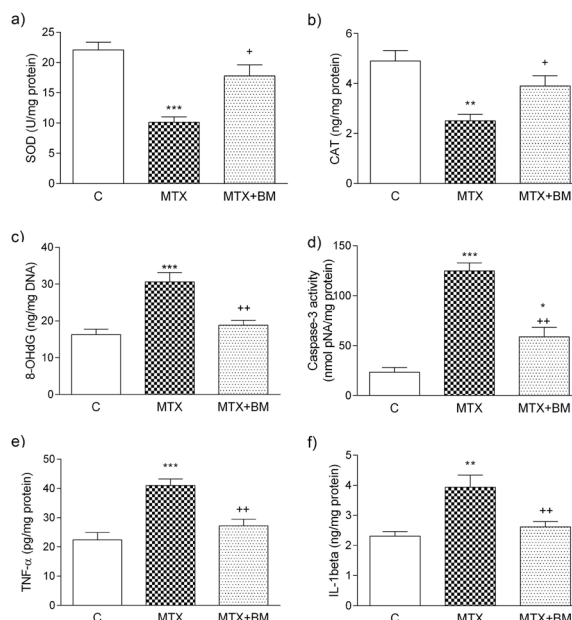 a)
25
20
15
10
5
0
SOD (U/mg protein)
***
+
C MTX MTX+BM
b)
6
4
2
0
CAT (ng/mg protein)
**
+
C MTX MTX+BM
c)
40
30
20
10
0
8-OHdG (ng/mg DNA)
***
++
C MTX MTX+BM
d)
150
100
50
0
Caspase-3 activity
(nmol pNA/mg protein)
***
*
++
C MTX MTX+BM
e)
50
40
30
20
10
0
TNF-α (pg/mg protein)
***
++
C MTX MTX+BM
f)
5
4
3
2
1
0
IL-1beta (ng/mg protein)
**
++
C MTX MTX+BM